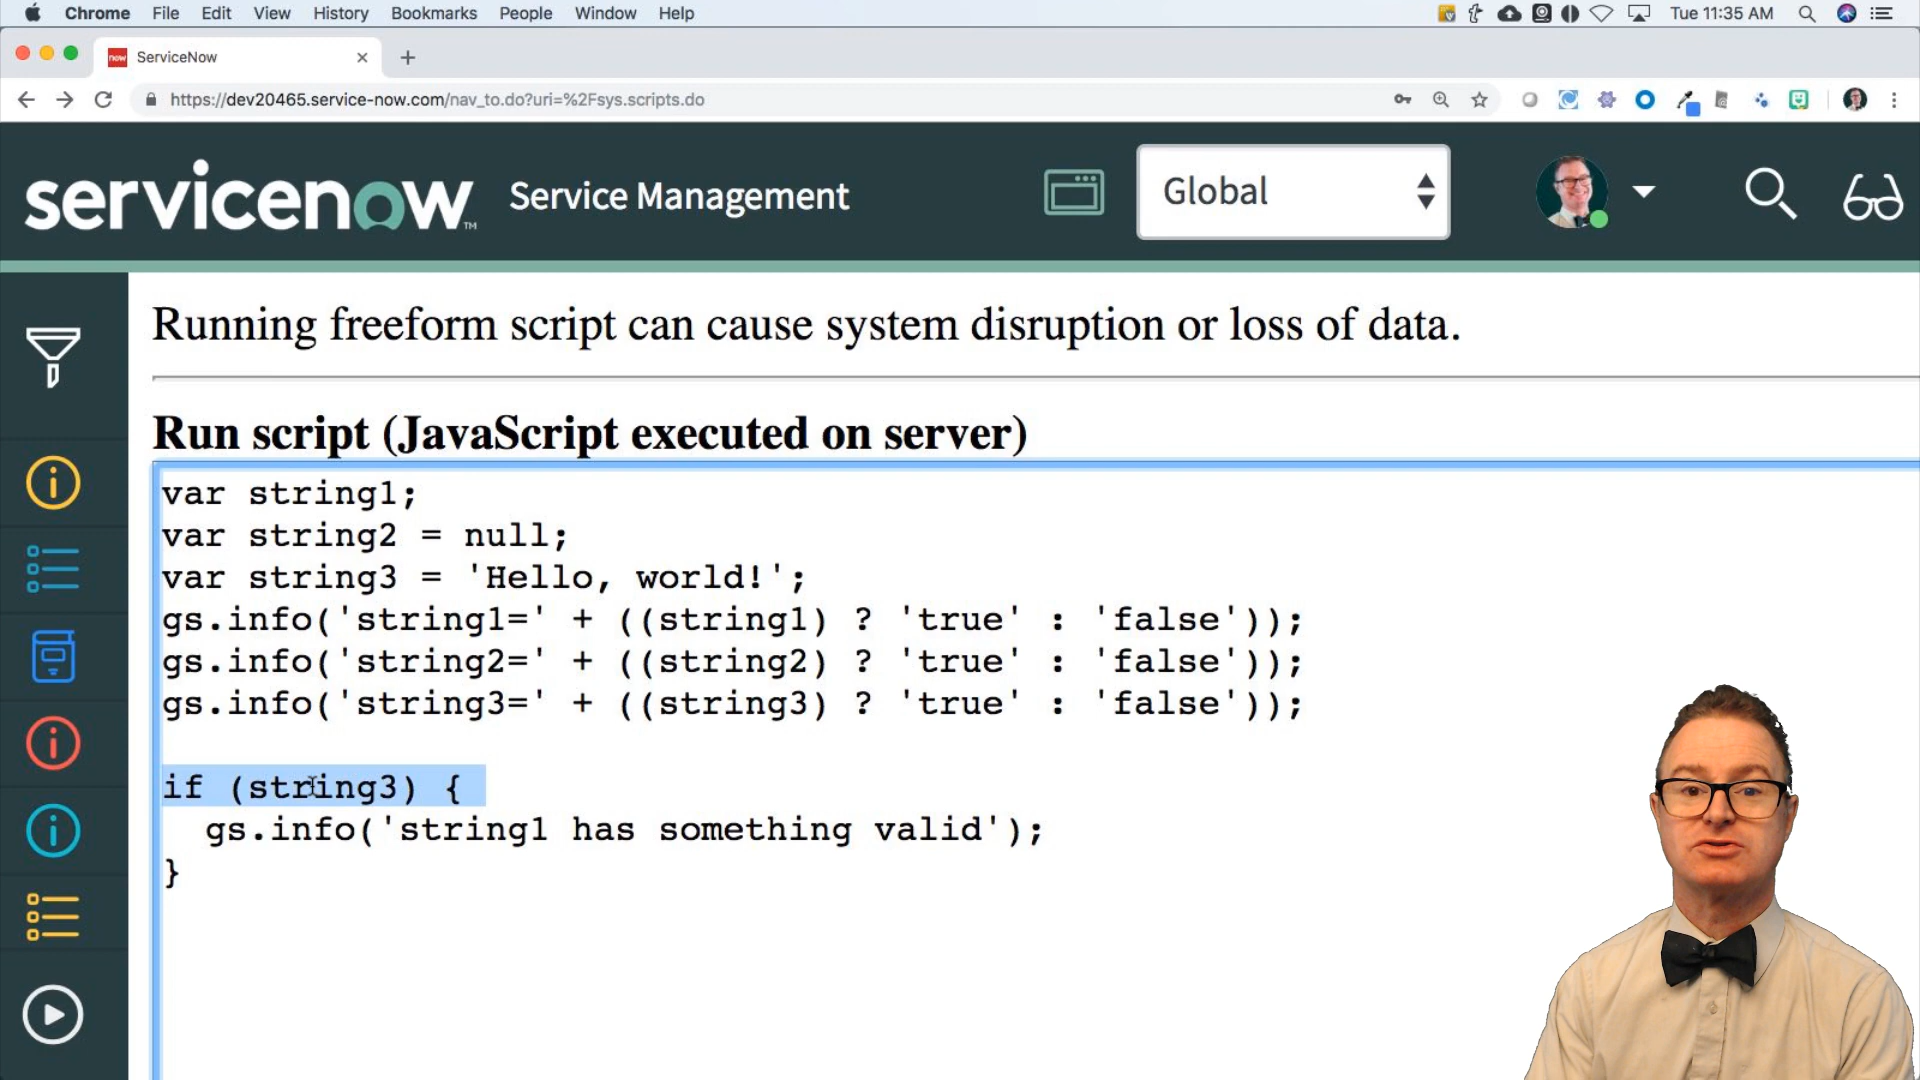 Chrome File Edit View History Bookmarks People Window Help Tue 11:35 AM
now ServiceNow
https://dev20465.service-now.com/nav_to.do?uri=%2Fsys.scripts.do
servicenow™ Service Management Global
Running freeform script can cause system disruption or loss of data.
Run script (JavaScript executed on server)
var string1;
var string2 = null;
var string3 = 'Hello, world!';
gs.info('string1=' + ((string1) ? 'true' : 'false'));
gs.info('string2=' + ((string2) ? 'true' : 'false'));
gs.info('string3=' + ((string3) ? 'true' : 'false'));
if (string3) {
gs.info('string1 has something valid');
}